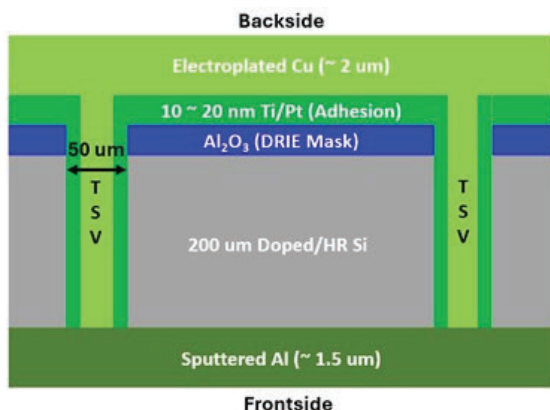 Backside
Electroplated Cu (~ 2 um)
10 ~ 20 nm Ti/Pt (Adhesion)
Al₂O₃ (DRIE Mask)
50 um
T
S
V
T
S
V
200 um Doped/HR Si
Sputtered Al (~ 1.5 um)
Frontside